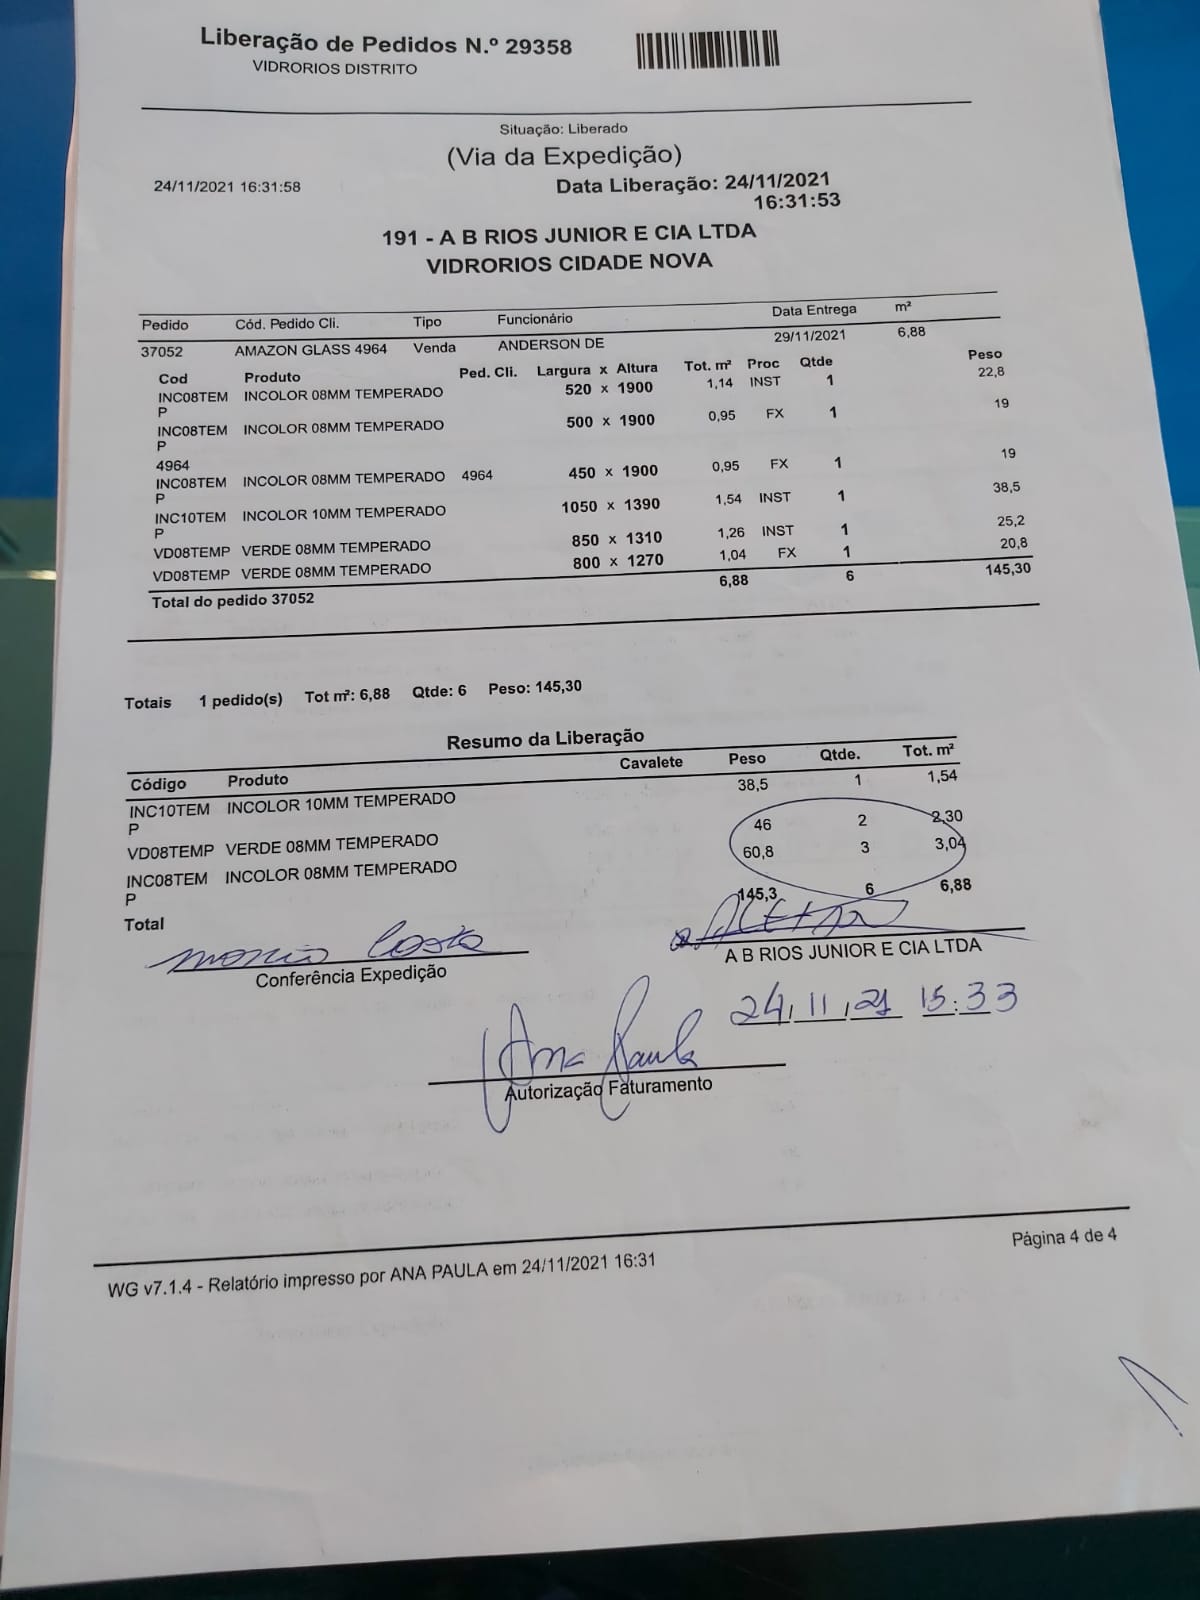 Liberação de Pedidos N.º 29358
VIDRORIOS DISTRITO
Situação: Liberado
(Via da Expedição)
24/11/2021 16:31:58 Data Liberação: 24/11/2021
16:31:53
191 - A B RIOS JUNIOR E CIA LTDA
VIDRORIOS CIDADE NOVA
Pedido Cód. Pedido Cli. Tipo Funcionário Data Entrega m²
37052 AMAZON GLASS 4964 Venda ANDERSON DE 29/11/2021 6,88
Cod Produto Ped. Cli. Largura x Altura Tot. m² Proc Qtde Peso
INC08TEM INCOLOR 08MM TEMPERADO 520 x 1900 1,14 INST 1 22,8
P
INC08TEM INCOLOR 08MM TEMPERADO 500 x 1900 0,95 FX 1 19
P
4964
INC08TEM INCOLOR 08MM TEMPERADO 4964 450 x 1900 0,95 FX 1 19
P
INC10TEM INCOLOR 10MM TEMPERADO 1050 x 1390 1,54 INST 1 38,5
P
VD08TEMP VERDE 08MM TEMPERADO 850 x 1310 1,26 INST 1 25,2
VD08TEMP VERDE 08MM TEMPERADO 800 x 1270 1,04 FX 1 20,8
Total do pedido 37052 6,88 6 145,30
Totais 1 pedido(s) Tot m²: 6,88 Qtde: 6 Peso: 145,30
Resumo da Liberação
Código Produto Cavalete Peso Qtde. Tot. m²
INC10TEM INCOLOR 10MM TEMPERADO 38,5 1 1,54
P
VD08TEMP VERDE 08MM TEMPERADO 46 2 2,30
INC08TEM INCOLOR 08MM TEMPERADO 60,8 3 3,04
P
Total 145,3 6 6,88
Costa
Conferência Expedição A B RIOS JUNIOR E CIA LTDA
24,11,21 15:33
Ana Paula
Autorização Faturamento
WG v7.1.4 - Relatório impresso por ANA PAULA em 24/11/2021 16:31 Página 4 de 4